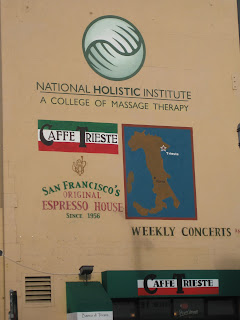 NATIONAL HOLISTIC INSTITUTE
A COLLEGE OF MASSAGE THERAPY
CAFFE TRIESTE
Trieste
SAN FRANCISCO'S
ORIGINAL
ESPRESSO HOUSE
SINCE 1956
WEEKLY CONCERTS
CAFFE TRIESTE